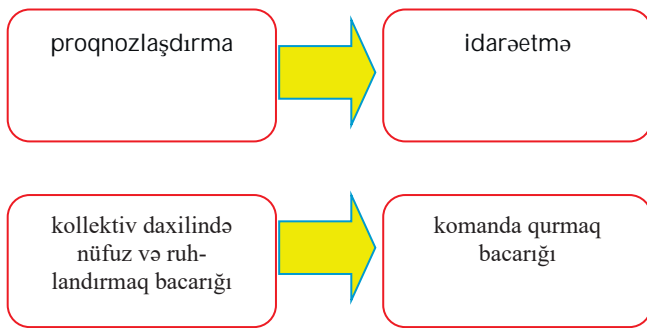 proqnozlaşdırma
idarəetmə
kollektiv daxilində
nüfuz və ruh-
landırmaq bacarığı
komanda qurmaq
bacarığı